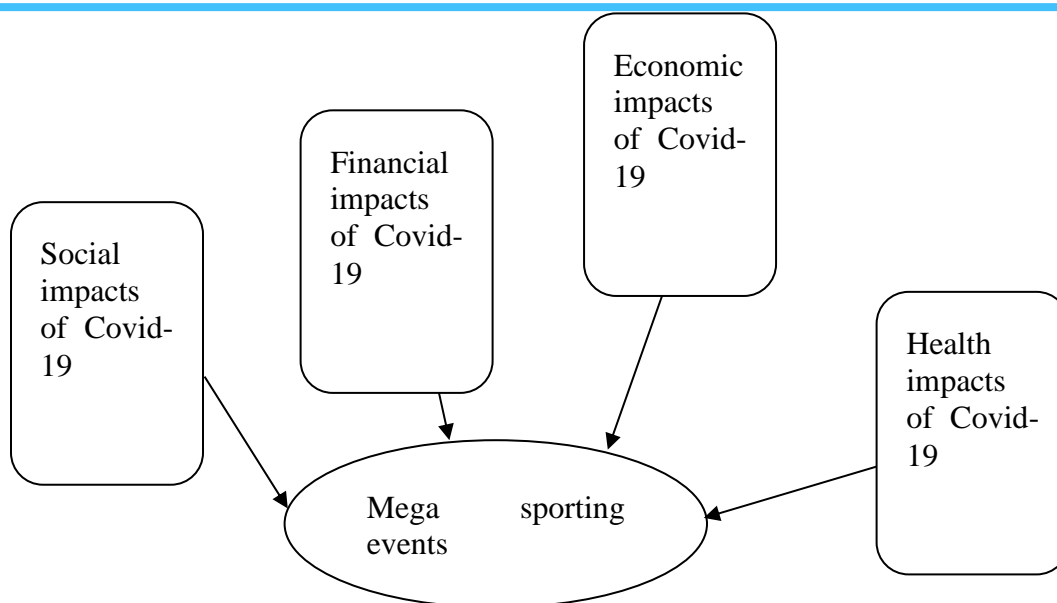 Social
impacts
of Covid-
19
Financial
impacts
of Covid-
19
Economic
impacts
of Covid-
19
Health
impacts
of Covid-
19
Mega sporting
events